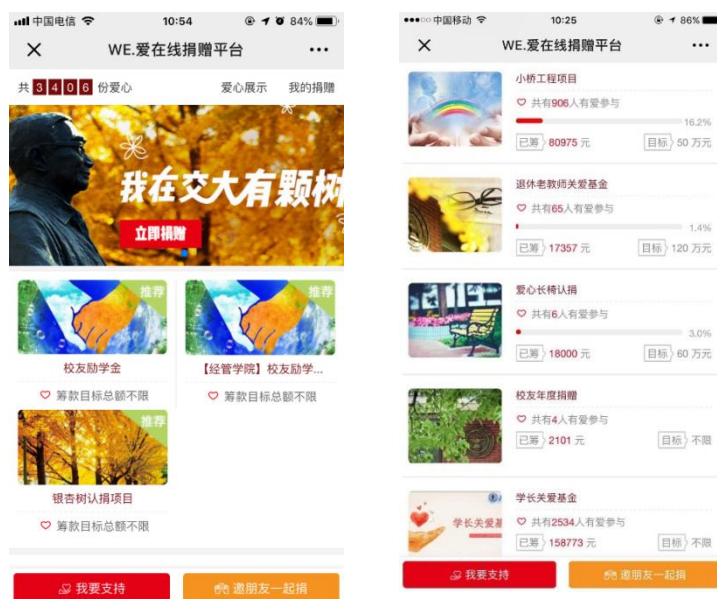 中国电信 10:54 84%
WE.爱在线捐赠平台
共 3 4 0 6 份爱心 爱心展示 我的捐赠
我在交大有颗树
立即捐赠
推荐
推荐
校友励学金
【经管学院】校友励学...
筹款目标总额不限
筹款目标总额不限
推荐
银杏树认捐项目
筹款目标总额不限
我要支持 邀朋友一起捐
中国移动 10:25 86%
WE.爱在线捐赠平台
小桥工程项目
共有906人有爱参与
16.2%
已筹 80975 元 目标 50 万元
退休老教师关爱基金
共有65人有爱参与
1.4%
已筹 17357 元 目标 120 万元
爱心长椅认捐
共有6人有爱参与
3.0%
已筹 18000 元 目标 60 万元
校友年度捐赠
共有4人有爱参与
已筹 2101 元 目标 不限
学长关爱基金
学长关爱
共有2534人有爱参与
已筹 158773 元 目标 不限
我要支持 邀朋友一起捐